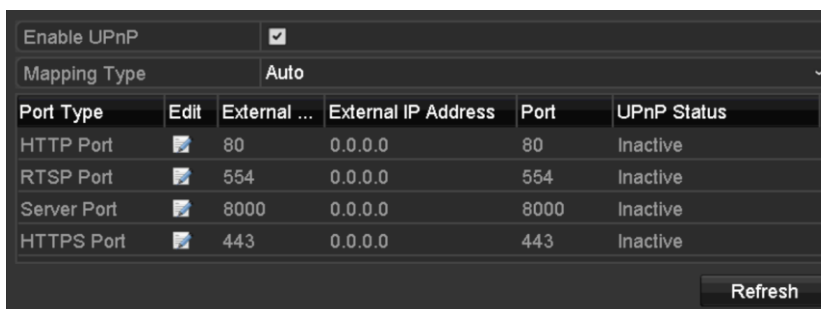 Enable UPnP
Mapping Type Auto
Port Type Edit External ... External IP Address Port UPnP Status
HTTP Port 80 0.0.0.0 80 Inactive
RTSP Port 554 0.0.0.0 554 Inactive
Server Port 8000 0.0.0.0 8000 Inactive
HTTPS Port 443 0.0.0.0 443 Inactive
Refresh